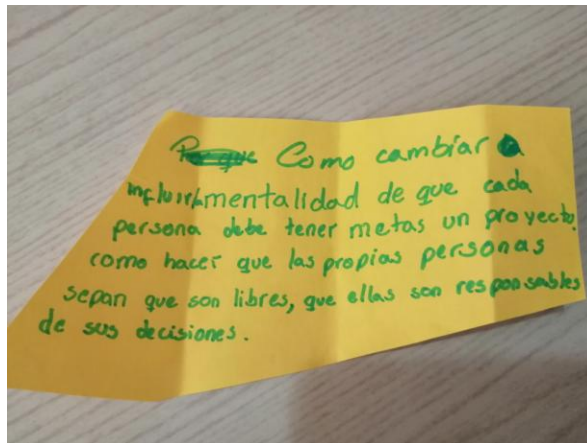 Como cambiar
influir mentalidad de que cada
persona debe tener metas un proyecto.
como hacer que las propias personas
sepan que son libres, que ellas son responsables
de sus decisiones.